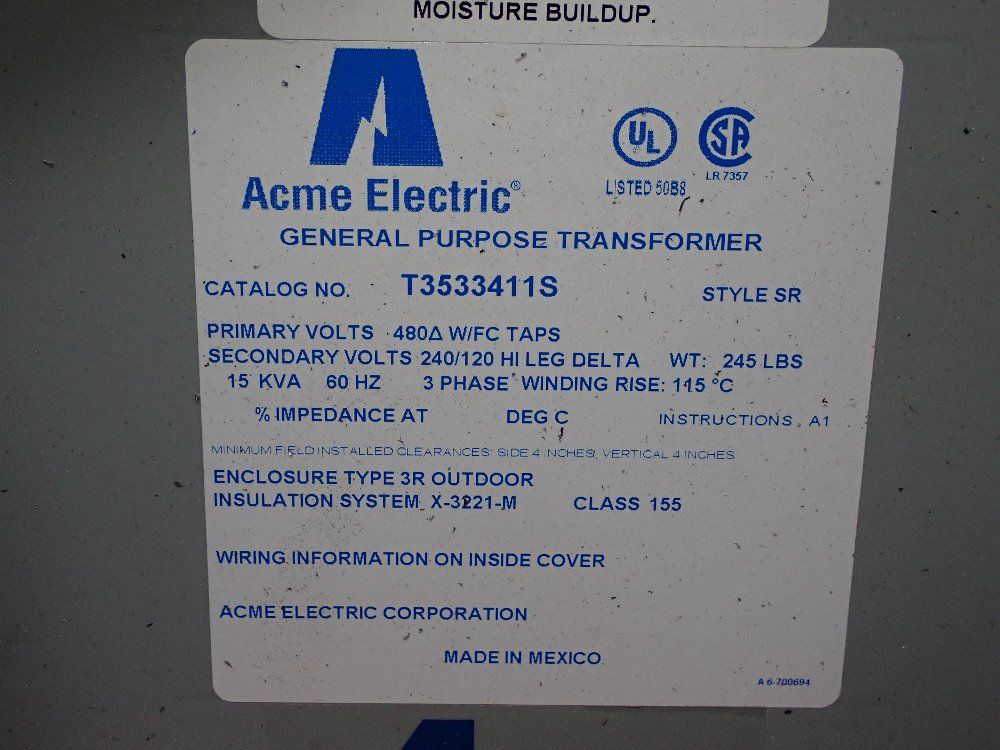 MOISTURE BUILDUP.
UL
SA
LR 7357
LISTED 50B8
Acme Electric®
GENERAL PURPOSE TRANSFORMER
CATALOG NO. T3533411S STYLE SR
PRIMARY VOLTS 480Δ W/FC TAPS
SECONDARY VOLTS 240/120 HI LEG DELTA WT: 245 LBS
15 KVA 60 HZ 3 PHASE WINDING RISE: 115 °C
% IMPEDANCE AT DEG C INSTRUCTIONS A1
MINIMUM FIELD INSTALLED CLEARANCES: SIDE 4 INCHES, VERTICAL 4 INCHES
ENCLOSURE TYPE 3R OUTDOOR
INSULATION SYSTEM X-3221-M CLASS 155
WIRING INFORMATION ON INSIDE COVER
ACME ELECTRIC CORPORATION
MADE IN MEXICO
A 6-700694